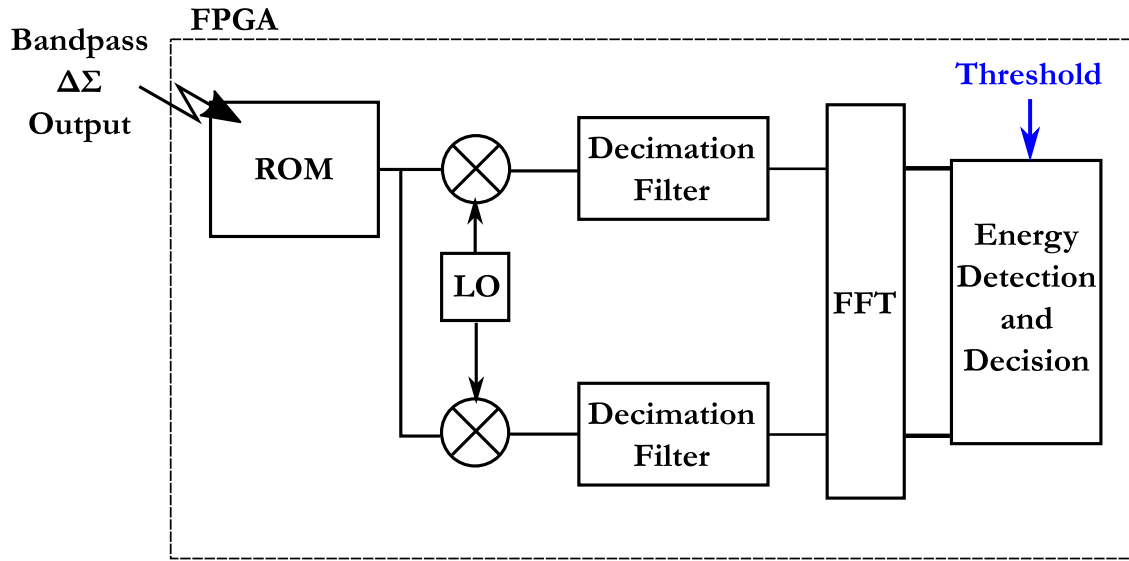 FPGA
Bandpass
ΔΣ
Output
Threshold
ROM
Decimation
Filter
LO
FFT
Energy
Detection
and
Decision
Decimation
Filter